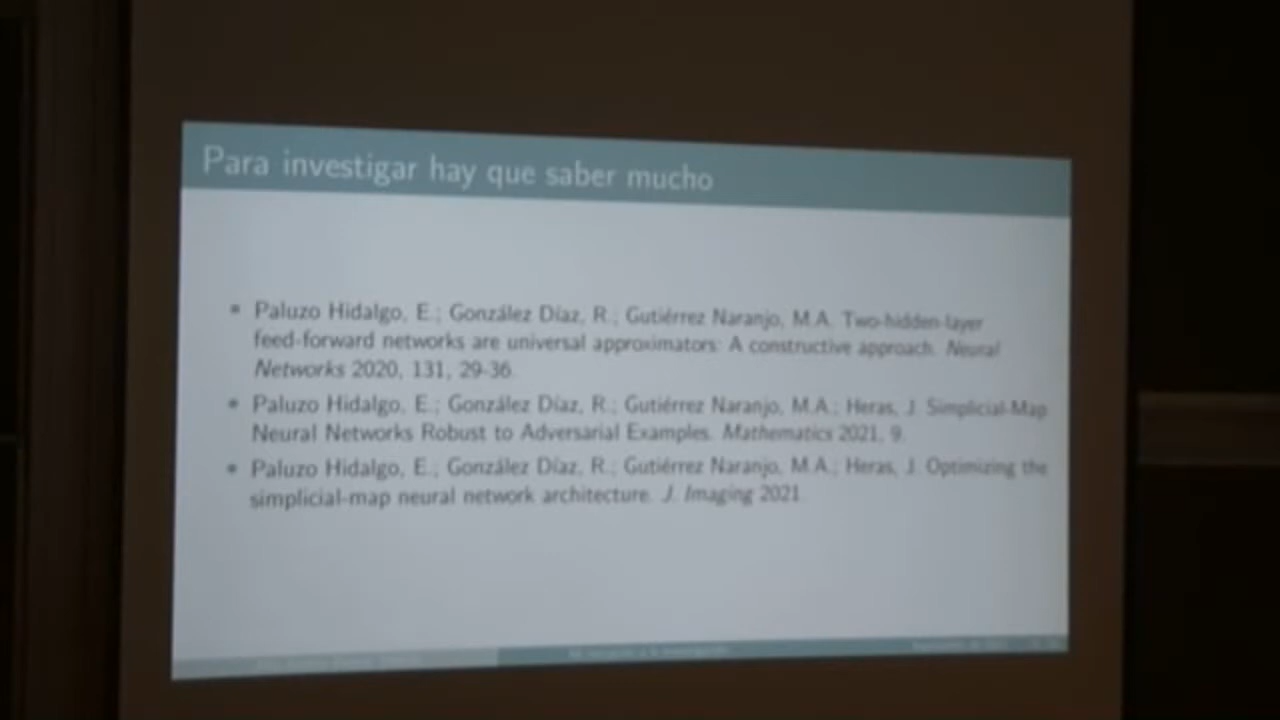 Para investigar hay que saber mucho
Paluzo Hidalgo, E.; González Díaz, R.; Gutiérrez Naranjo, M.A. Two-hidden-layer
feed-forward networks are universal approximators: A constructive approach. Neural
Networks 2020, 131, 29-36.
Paluzo Hidalgo, E.; González Díaz, R.; Gutiérrez Naranjo, M.A.; Heras, J. Simplicial-Map
Neural Networks Robust to Adversarial Examples. Mathematics 2021, 9.
Paluzo Hidalgo, E.; González Díaz, R.; Gutiérrez Naranjo, M.A.; Heras, J. Optimizing the
simplicial-map neural network architecture. J. Imaging 2021.